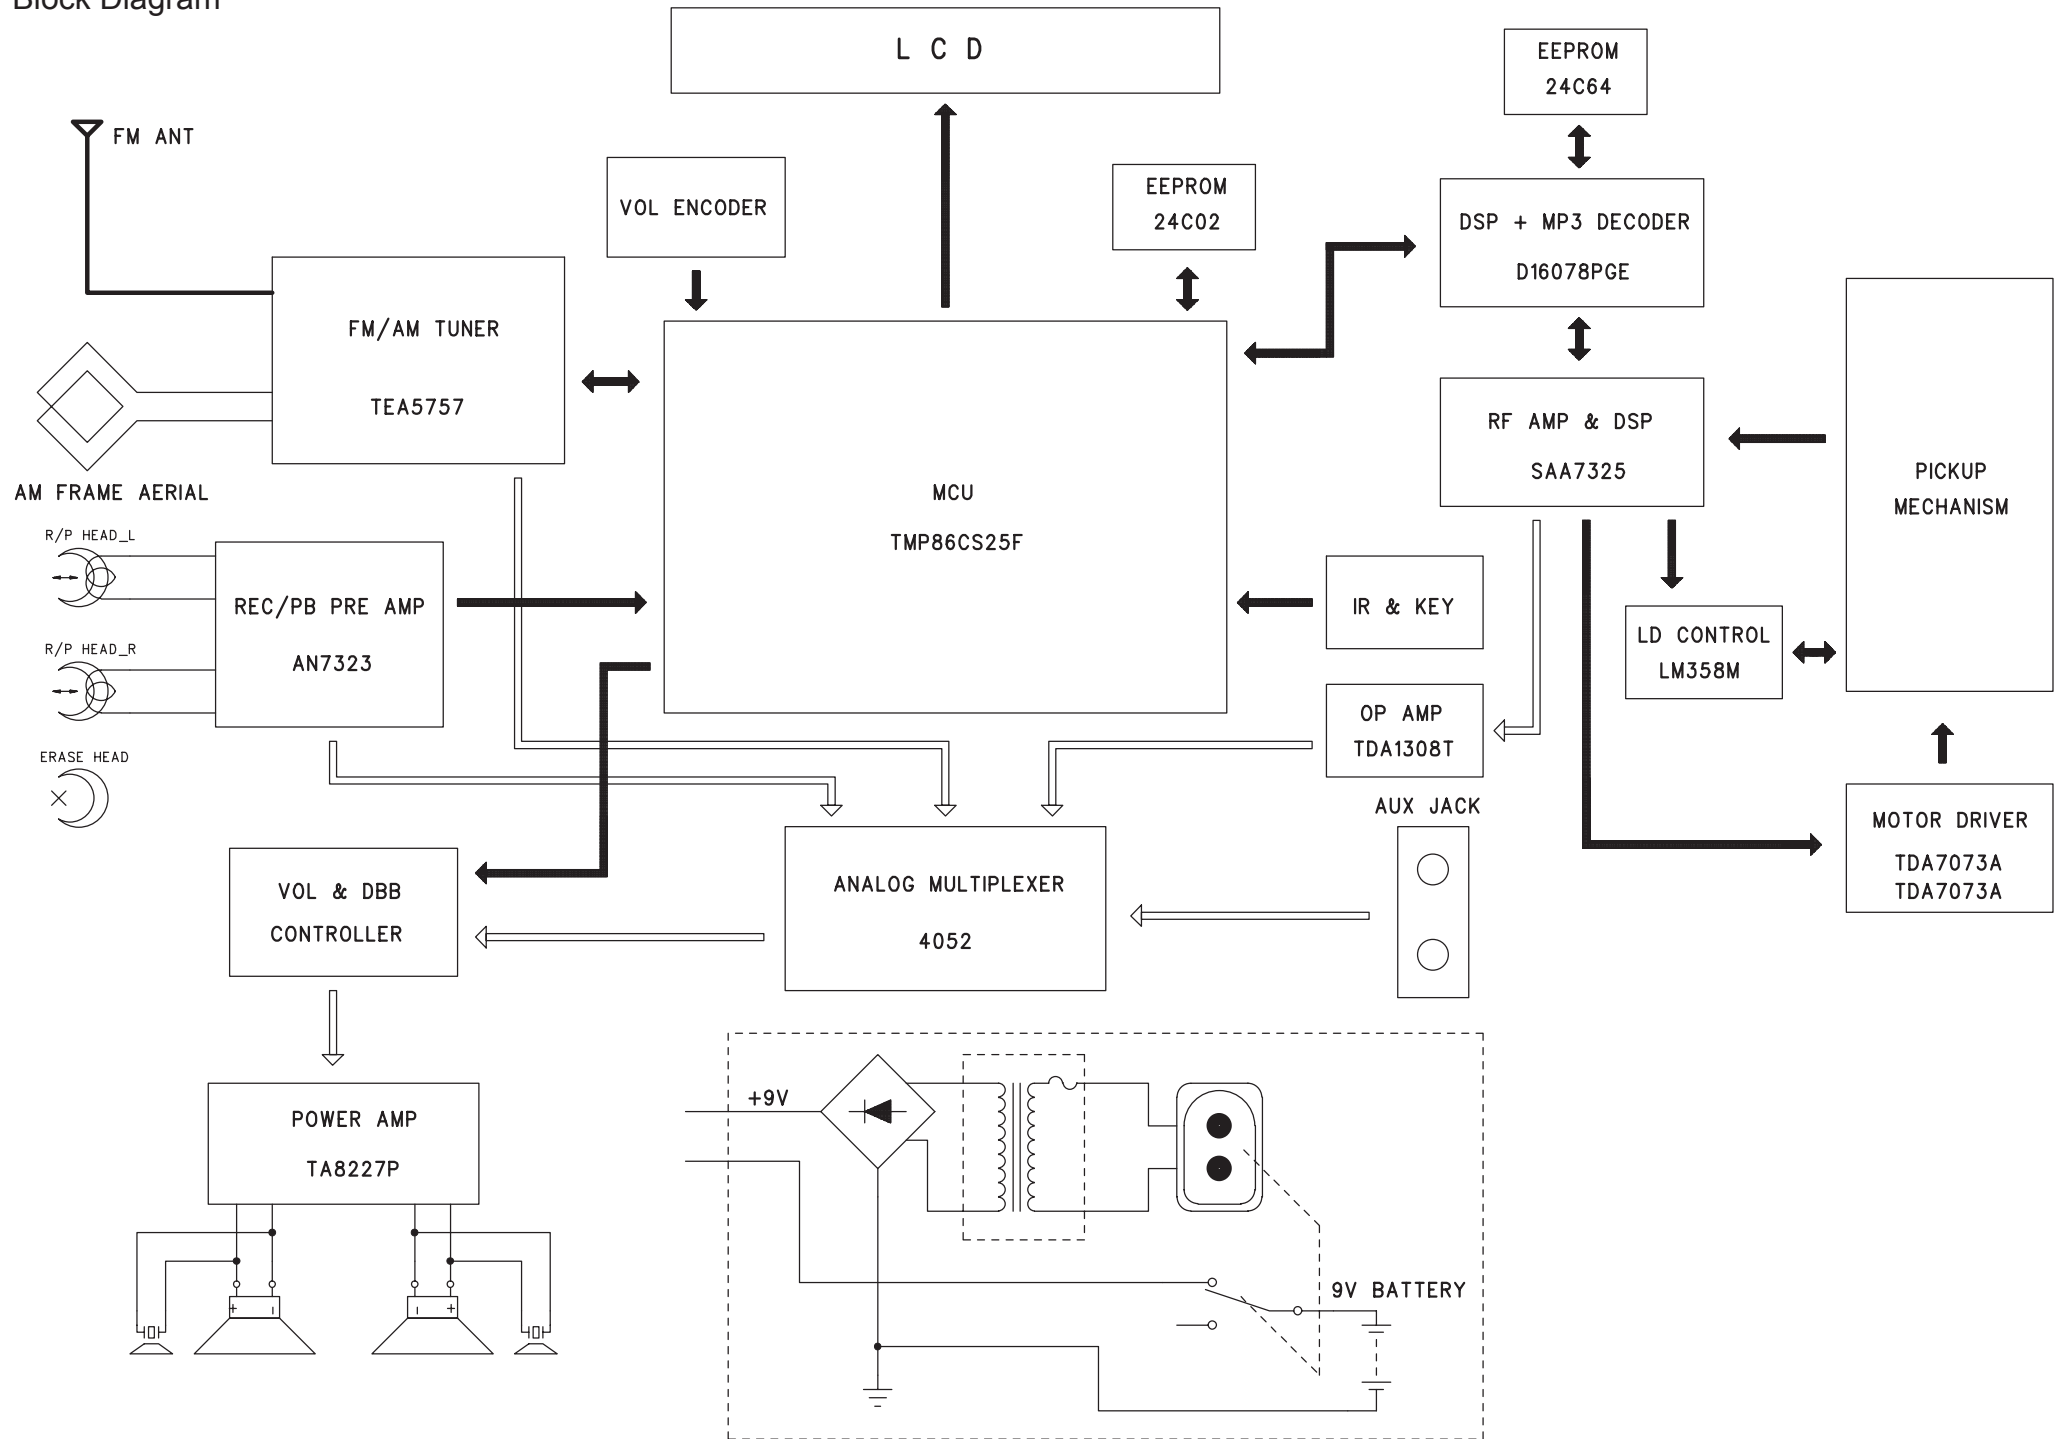 Block Diagram
L C D
EEPROM
24C64
FM ANT
VOL ENCODER
EEPROM
24C02
DSP + MP3 DECODER
D16078PGE
FM/AM TUNER
TEA5757
AM FRAME AERIAL
MCU
TMP86CS25F
RF AMP & DSP
SAA7325
PICKUP
MECHANISM
R/P HEAD_L
REC/PB PRE AMP
AN7323
R/P HEAD_R
IR & KEY
LD CONTROL
LM358M
OP AMP
TDA1308T
ERASE HEAD
AUX JACK
MOTOR DRIVER
TDA7073A
TDA7073A
VOL & DBB
CONTROLLER
ANALOG MULTIPLEXER
4052
POWER AMP
TA8227P
+9V
9V BATTERY
+ -
- +